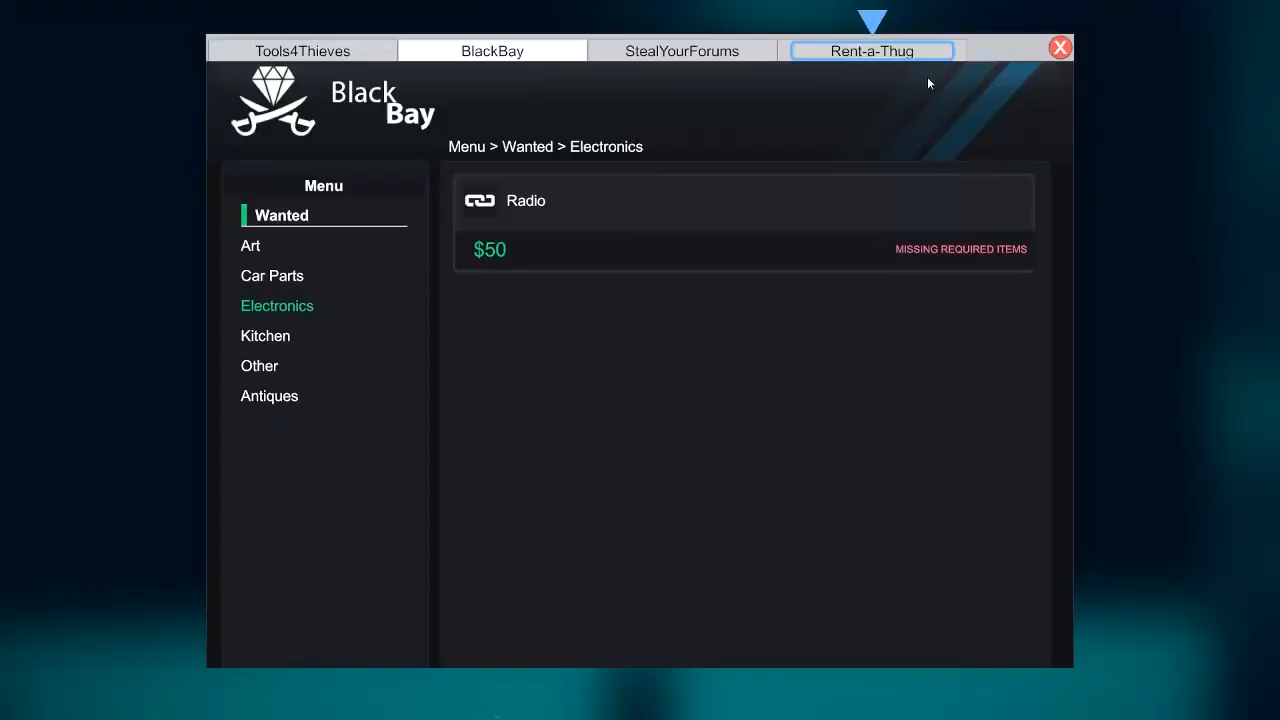 Tools4Thieves
BlackBay
StealYourForums
Rent-a-Thug
X
Black
Bay
Menu > Wanted > Electronics
Menu
Wanted
Art
Car Parts
Electronics
Kitchen
Other
Antiques
Radio
$50
MISSING REQUIRED ITEMS